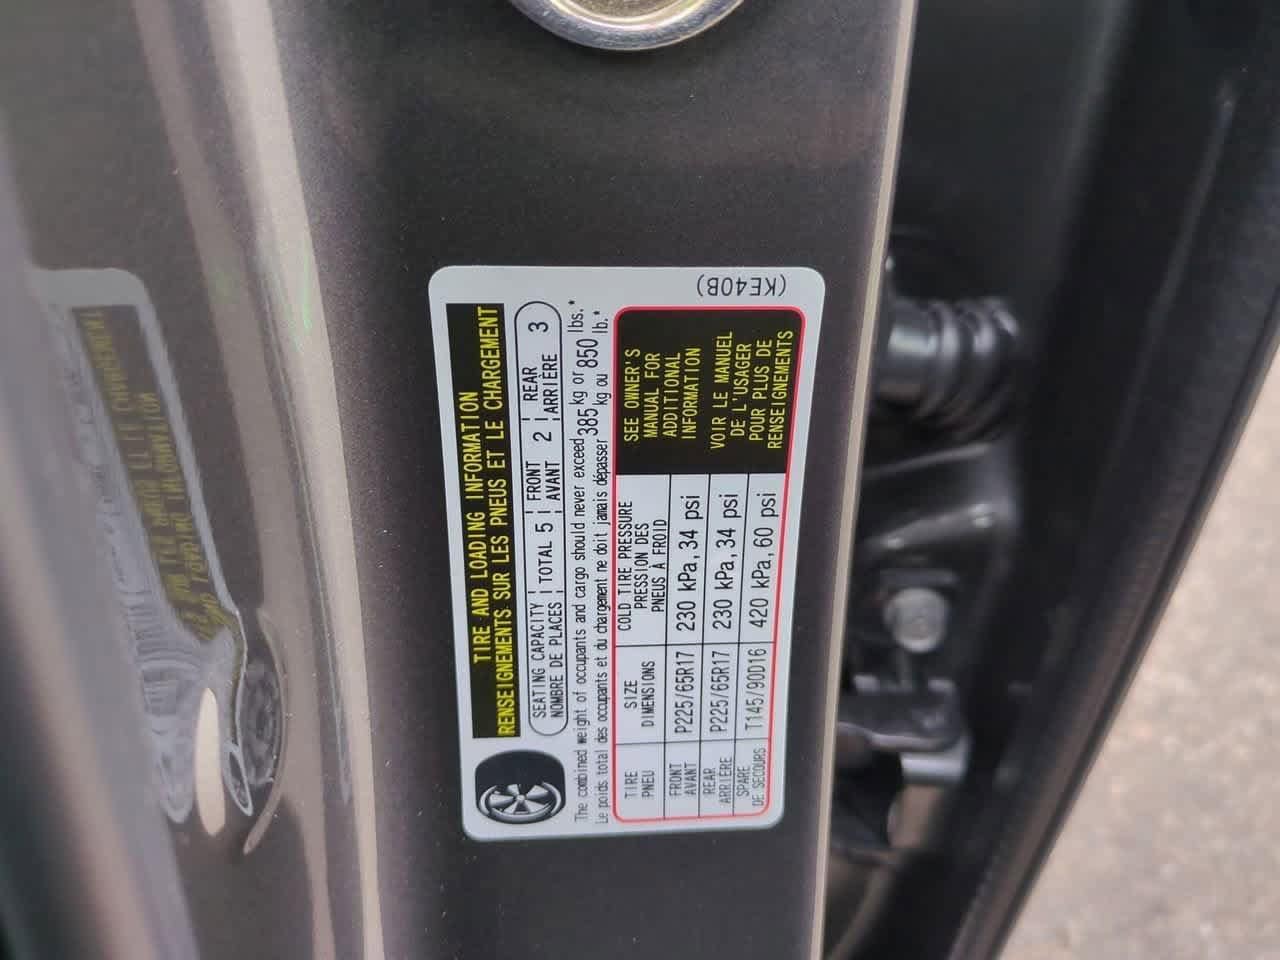 TIRE AND LOADING INFORMATION
RENSEIGNEMENTS SUR LES PNEUS ET LE CHARGEMENT
SEATING CAPACITY TOTAL 5 FRONT 2 REAR 3
NOMBRE DE PLACES AVANT ARRIÈRE
The combined weight of occupants and cargo should never exceed 385 kg or 850 lbs.*
Le poids total des occupants et du chargement ne doit jamais dépasser kg ou lb.*
TIRE
PNEU
SIZE
DIMENSIONS
COLD TIRE PRESSURE
PRESSION DES
PNEUS À FROID
FRONT
AVANT
P225/65R17
230 kPa, 34 psi
REAR
ARRIÈRE
P225/65R17
230 kPa, 34 psi
SPARE
DE SECOURS
T145/90D16
420 kPa, 60 psi
SEE OWNER'S
MANUAL FOR
ADDITIONAL
INFORMATION
VOIR LE MANUEL
DE L'USAGER
POUR PLUS DE
RENSEIGNEMENTS
(KE40B)